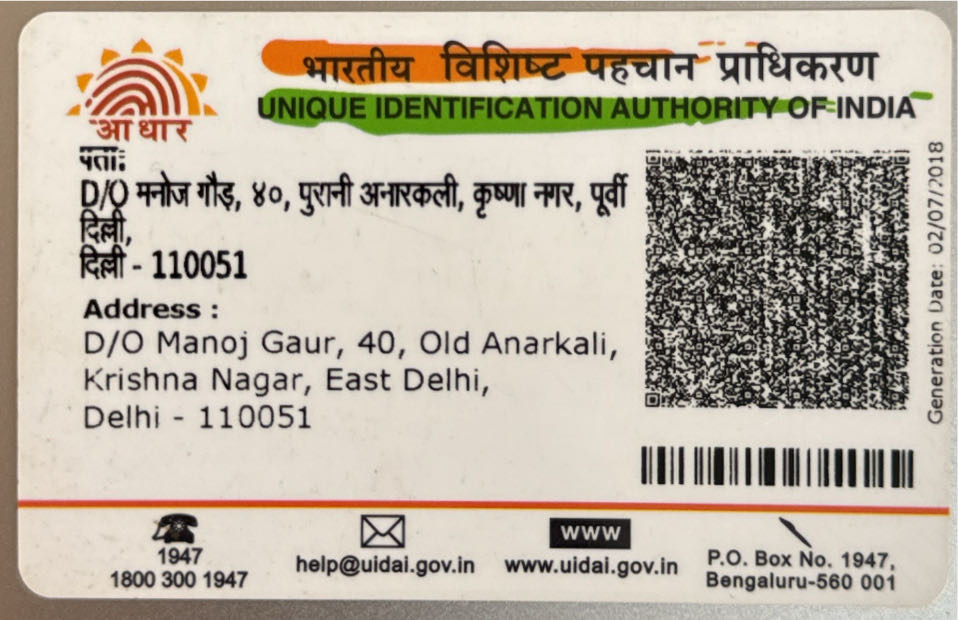 भारतीय विशिष्ट पहचान प्राधिकरण
UNIQUE IDENTIFICATION AUTHORITY OF INDIA
आधार
पता:
D/O मनोज गौड़, ४०, पुरानी अनारकली, कृष्णा नगर, पूर्वी
दिल्ली,
दिल्ली - 110051
Address :
D/O Manoj Gaur, 40, Old Anarkali,
Krishna Nagar, East Delhi,
Delhi - 110051
Generation Date: 02/07/2018
1947
1800 300 1947
help@uidai.gov.in
WWW
www.uidai.gov.in
P.O. Box No. 1947,
Bengaluru-560 001